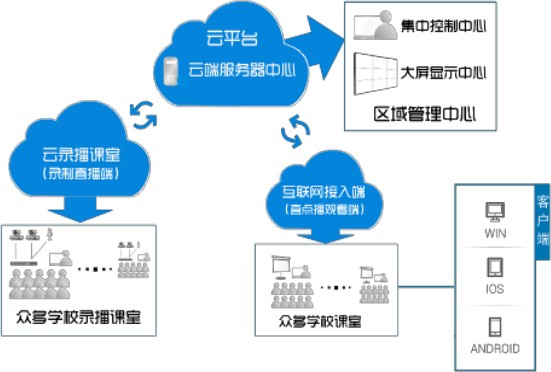 云平台
云端服务器中心
集中控制中心
大屏显示中心
区域管理中心
云录播课室
(录制直播端)
互联网接入端
(直点播观看端)
众多学校录播课室
众多学校课室
客户端
WIN
IOS
ANDROID